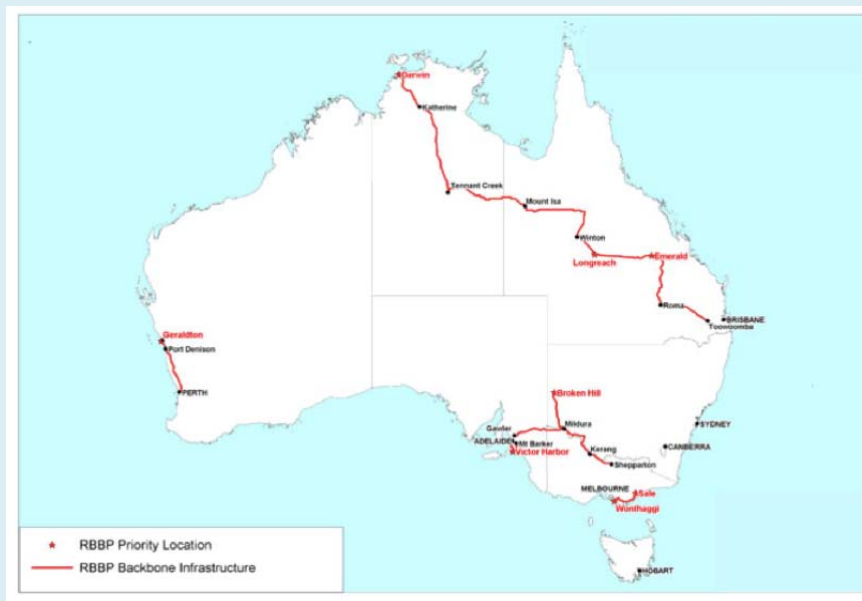 Darwin
Katherine
Tennant Creek
Mount Isa
Winton
Longreach
Emerald
Roma
BRISBANE
Toowoomba
Geraldton
Port Denison
PERTH
Broken Hill
Mildura
Gawler
ADELAIDE
Mt Barker
Victor Harbor
Kerang
Shepparton
SYDNEY
CANBERRA
MELBOURNE
Sale
Wonthaggi
HOBART
RBBP Priority Location
RBBP Backbone Infrastructure